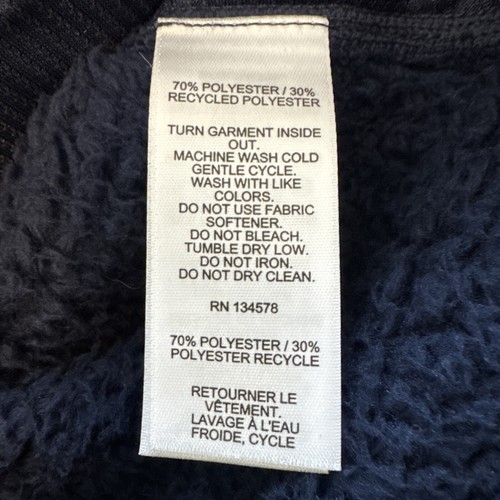 70% POLYESTER / 30%
RECYCLED POLYESTER
TURN GARMENT INSIDE
OUT.
MACHINE WASH COLD
GENTLE CYCLE.
WASH WITH LIKE
COLORS.
DO NOT USE FABRIC
SOFTENER.
DO NOT BLEACH.
TUMBLE DRY LOW.
DO NOT IRON.
DO NOT DRY CLEAN.
RN 134578
70% POLYESTER / 30%
POLYESTER RECYCLE
RETOURNER LE
VÊTEMENT.
LAVAGE À L'EAU
FROIDE, CYCLE